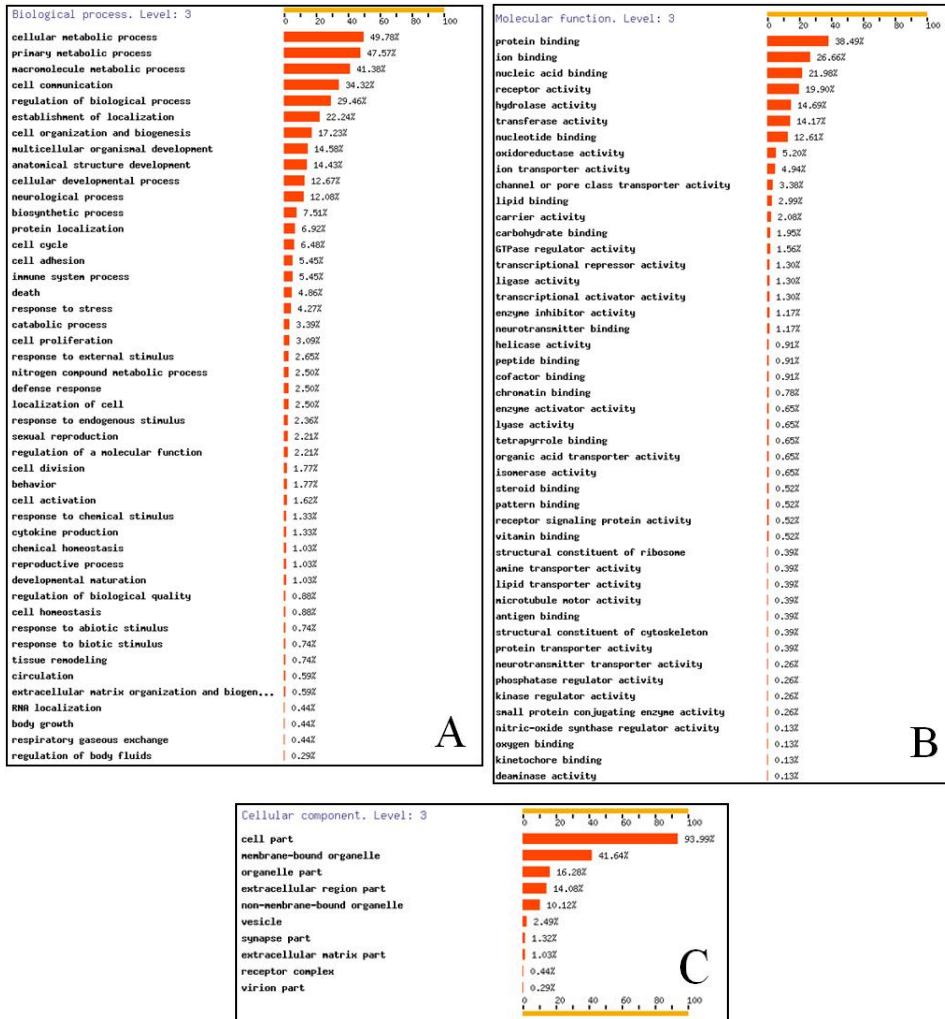 Biological process. Level: 3
0 20 40 60 80 100
cellular metabolic process 49.78%
primary metabolic process 47.57%
macromolecule metabolic process 41.38%
cell communication 34.32%
regulation of biological process 29.46%
establishment of localization 22.24%
cell organization and biogenesis 17.23%
multicellular organismal development 14.58%
anatomical structure development 14.43%
cellular developmental process 12.67%
neurological process 12.08%
biosynthetic process 7.51%
protein localization 6.92%
cell cycle 6.48%
cell adhesion 5.45%
immune system process 5.45%
death 4.86%
response to stress 4.27%
catabolic process 3.39%
cell proliferation 3.09%
response to external stimulus 2.65%
nitrogen compound metabolic process 2.50%
defense response 2.50%
localization of cell 2.50%
response to endogenous stimulus 2.36%
sexual reproduction 2.21%
regulation of a molecular function 2.21%
cell division 1.77%
behavior 1.77%
cell activation 1.62%
response to chemical stimulus 1.33%
cytokine production 1.33%
chemical homeostasis 1.03%
reproductive process 1.03%
developmental maturation 1.03%
regulation of biological quality 0.88%
cell homeostasis 0.88%
response to abiotic stimulus 0.74%
response to biotic stimulus 0.74%
tissue remodeling 0.74%
circulation 0.59%
extracellular matrix organization and biogen... 0.59%
RNA localization 0.44%
body growth 0.44%
respiratory gaseous exchange 0.44%
regulation of body fluids 0.29%
A
Molecular function. Level: 3
0 20 40 60 80 100
protein binding 38.49%
ion binding 26.66%
nucleic acid binding 21.98%
receptor activity 19.90%
hydrolase activity 14.69%
transferase activity 14.17%
nucleotide binding 12.61%
oxidoreductase activity 5.20%
ion transporter activity 4.94%
channel or pore class transporter activity 3.38%
lipid binding 2.99%
carrier activity 2.08%
carbohydrate binding 1.95%
GTPase regulator activity 1.56%
transcriptional repressor activity 1.30%
ligase activity 1.30%
transcriptional activator activity 1.30%
enzyme inhibitor activity 1.17%
neurotransmitter binding 1.17%
helicase activity 0.91%
peptide binding 0.91%
cofactor binding 0.91%
chromatin binding 0.78%
enzyme activator activity 0.65%
lyase activity 0.65%
tetrapyrrole binding 0.65%
organic acid transporter activity 0.65%
isomerase activity 0.65%
steroid binding 0.52%
pattern binding 0.52%
receptor signaling protein activity 0.52%
vitamin binding 0.52%
structural constituent of ribosome 0.39%
amine transporter activity 0.39%
lipid transporter activity 0.39%
microtubule motor activity 0.39%
antigen binding 0.39%
structural constituent of cytoskeleton 0.39%
protein transporter activity 0.39%
neurotransmitter transporter activity 0.26%
phosphatase regulator activity 0.26%
kinase regulator activity 0.26%
small protein conjugating enzyme activity 0.26%
nitric-oxide synthase regulator activity 0.13%
oxygen binding 0.13%
kinetochore binding 0.13%
deaminase activity 0.13%
B
Cellular component. Level: 3
0 20 40 60 80 100
cell part 93.99%
membrane-bound organelle 41.64%
organelle part 16.28%
extracellular region part 14.08%
non-membrane-bound organelle 10.12%
vesicle 2.49%
synapse part 1.32%
extracellular matrix part 1.03%
receptor complex 0.44%
virion part 0.29%
0 20 40 60 80 100
C